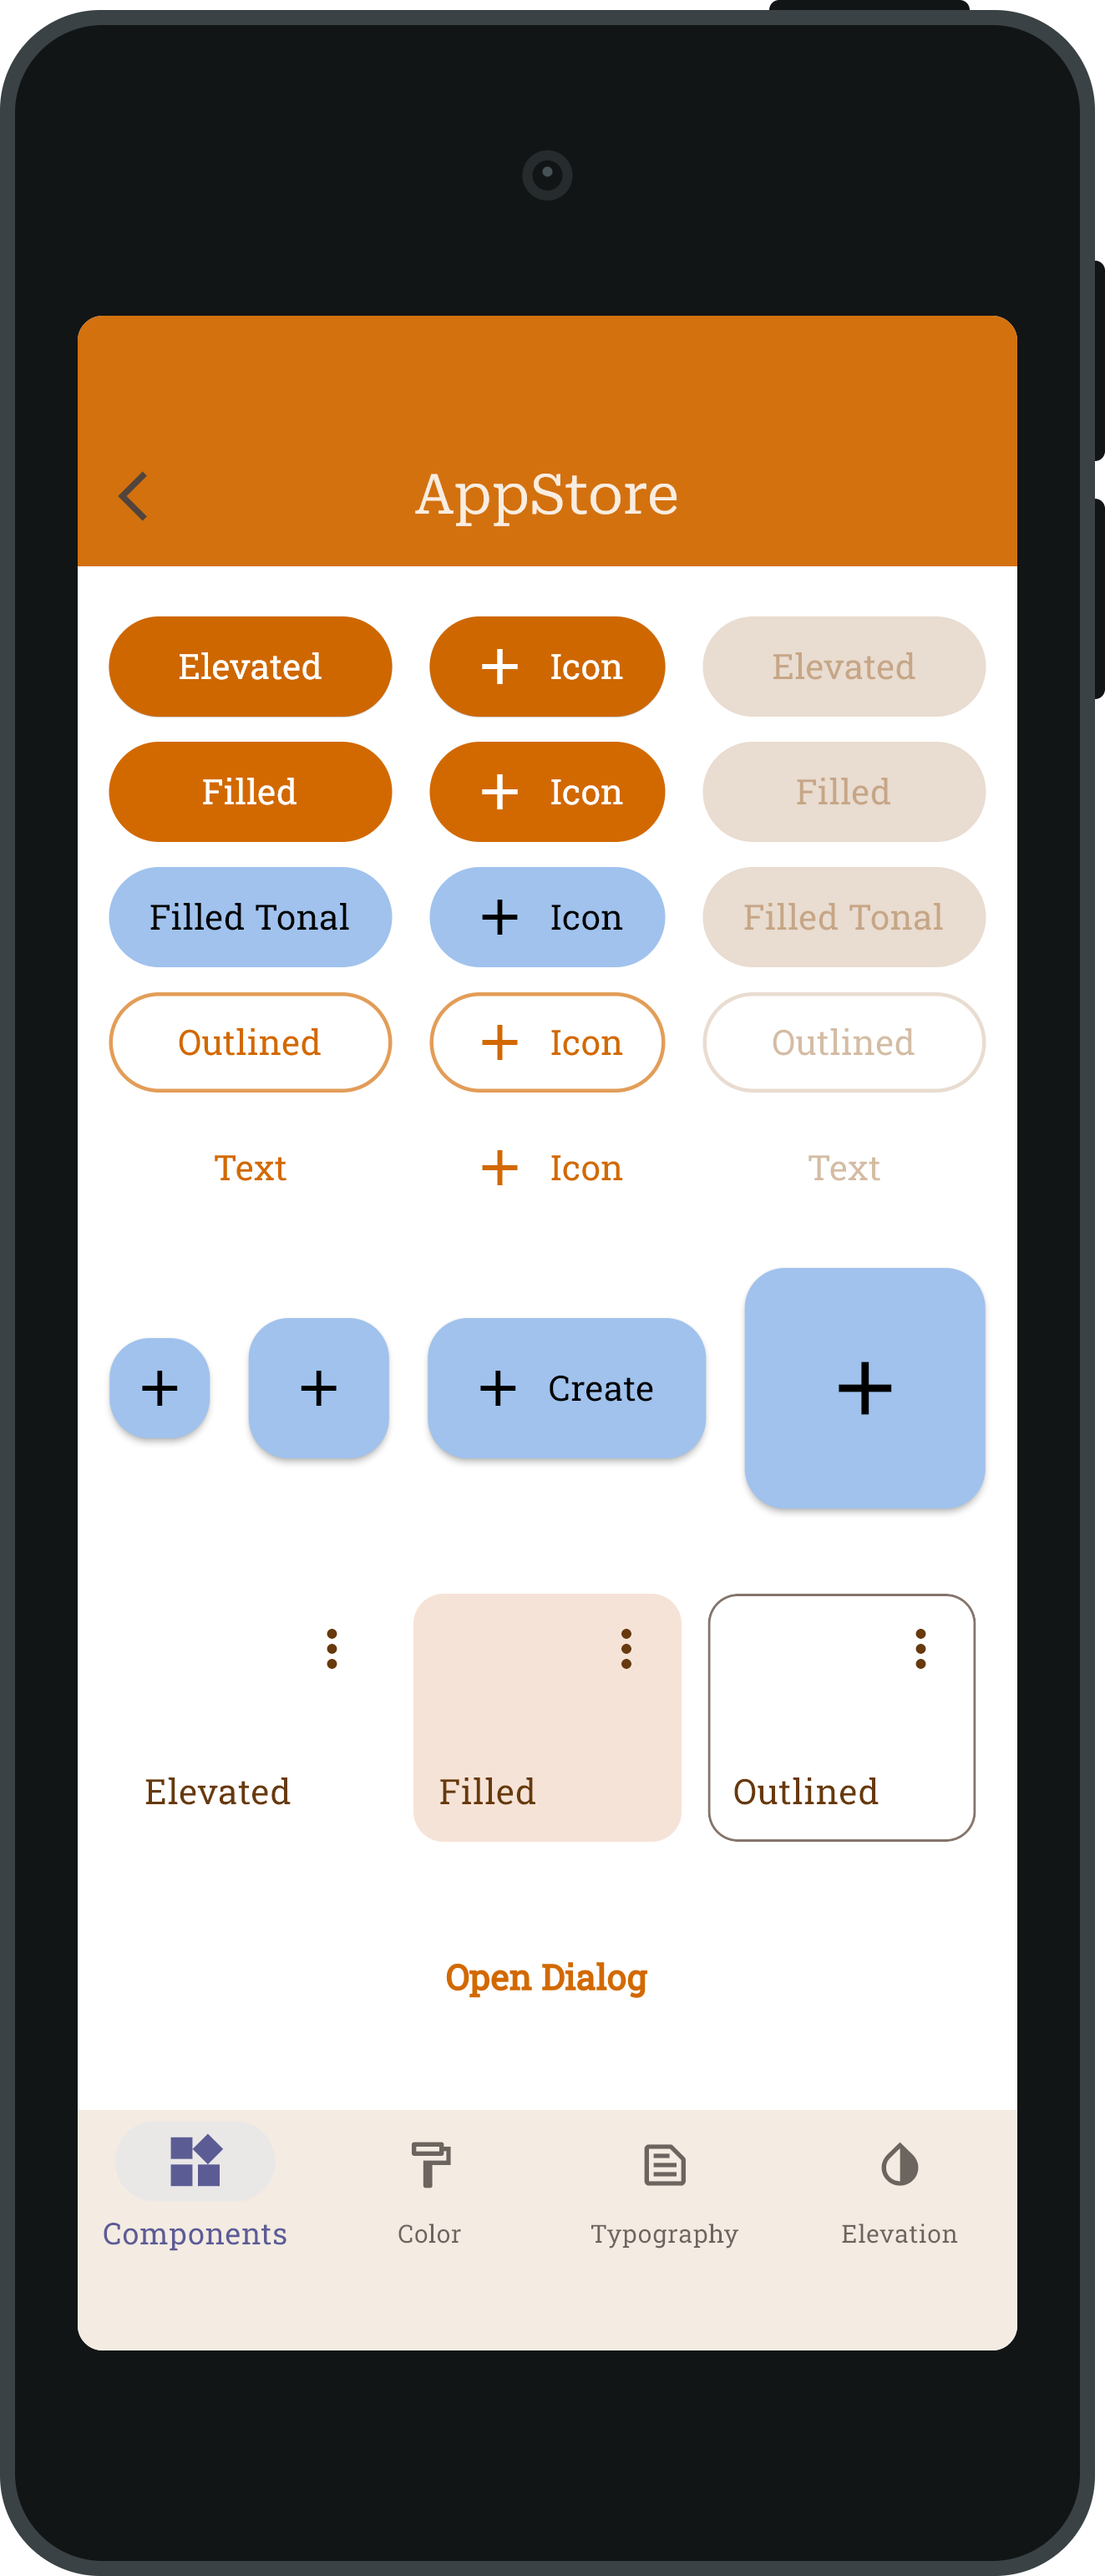 AppStore
Elevated
Icon
Elevated
Filled
Icon
Filled
Filled Tonal
Icon
Filled Tonal
Outlined
Icon
Outlined
Text
Icon
Text
Create
Elevated
Filled
Outlined
Open Dialog
Components
Color
Typography
Elevation